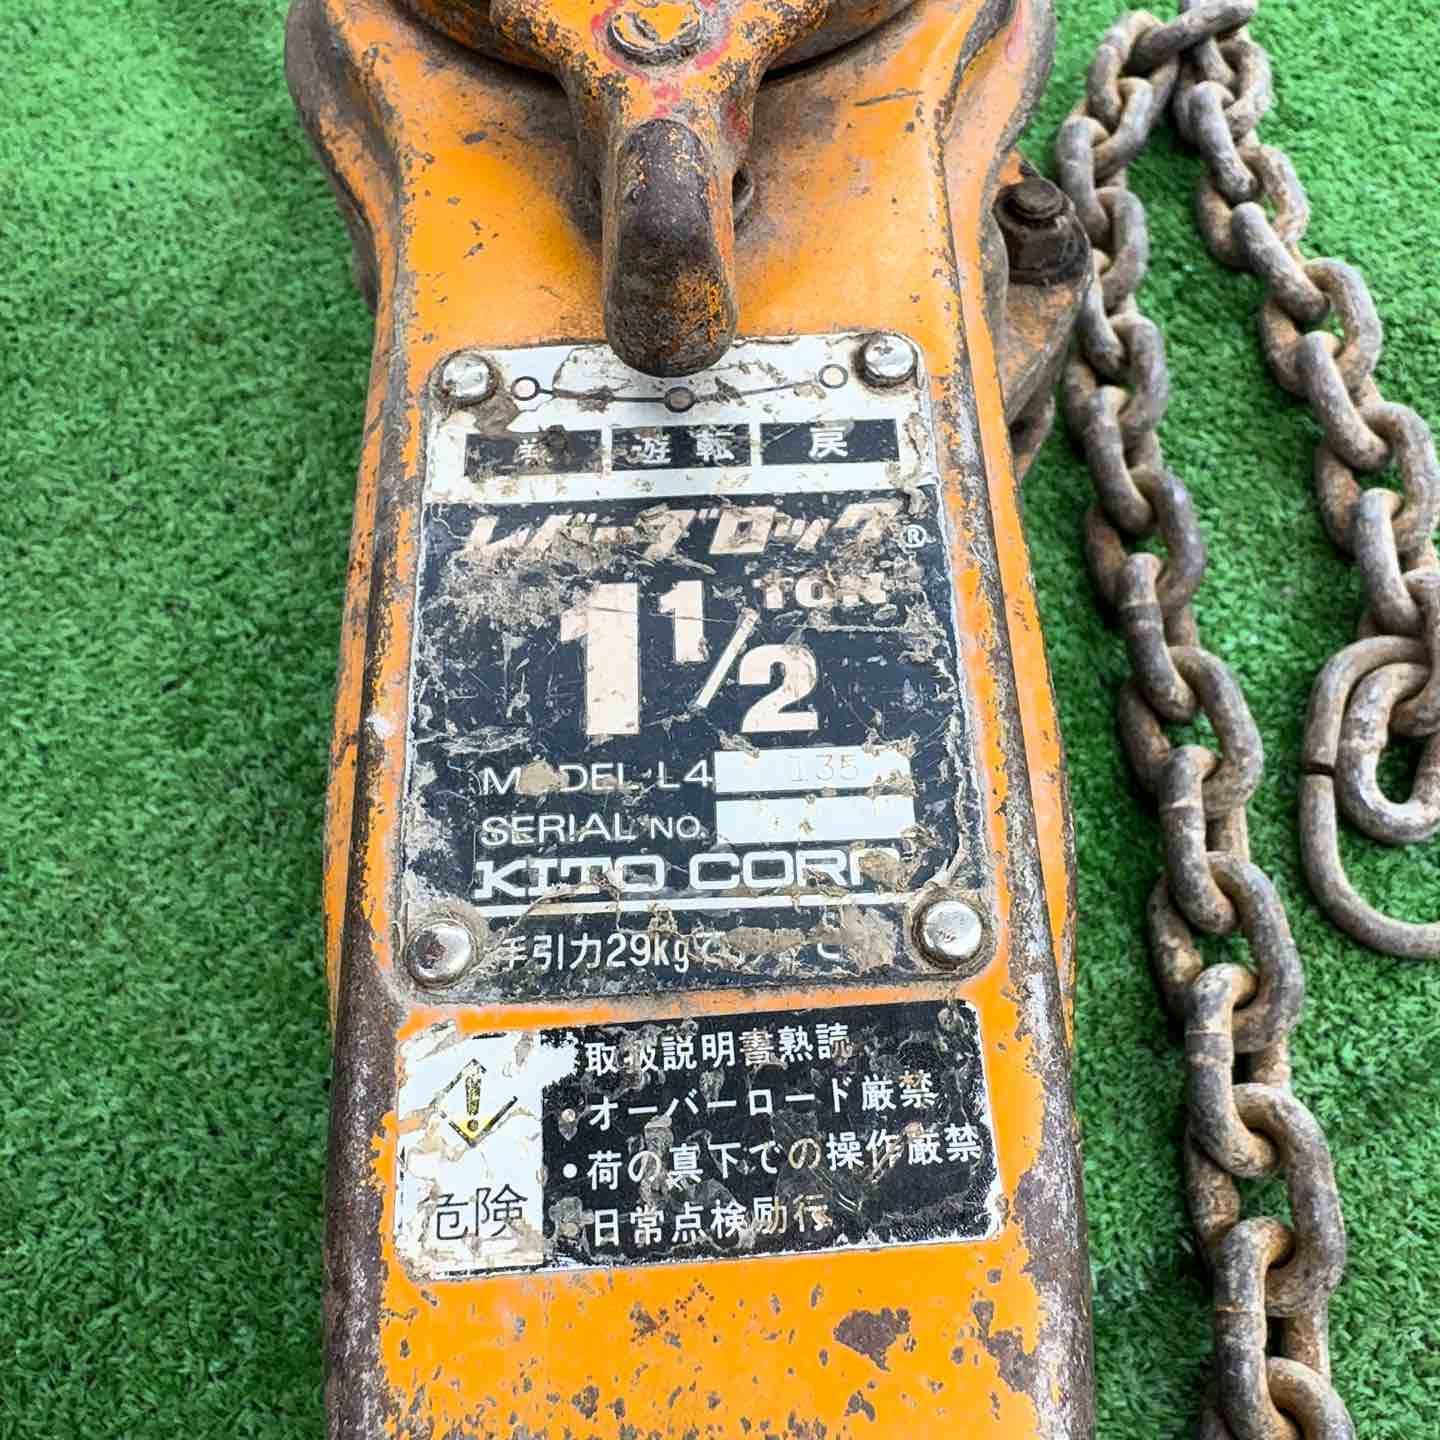 遊転 戻
レバーブロック®
1 1/2 TON
MODEL L4 135
SERIAL NO.
KITO CORP
手引力29kgで
取扱説明書熟読
・オーバーロード厳禁
・荷の真下での操作厳禁
日常点検励行
危険